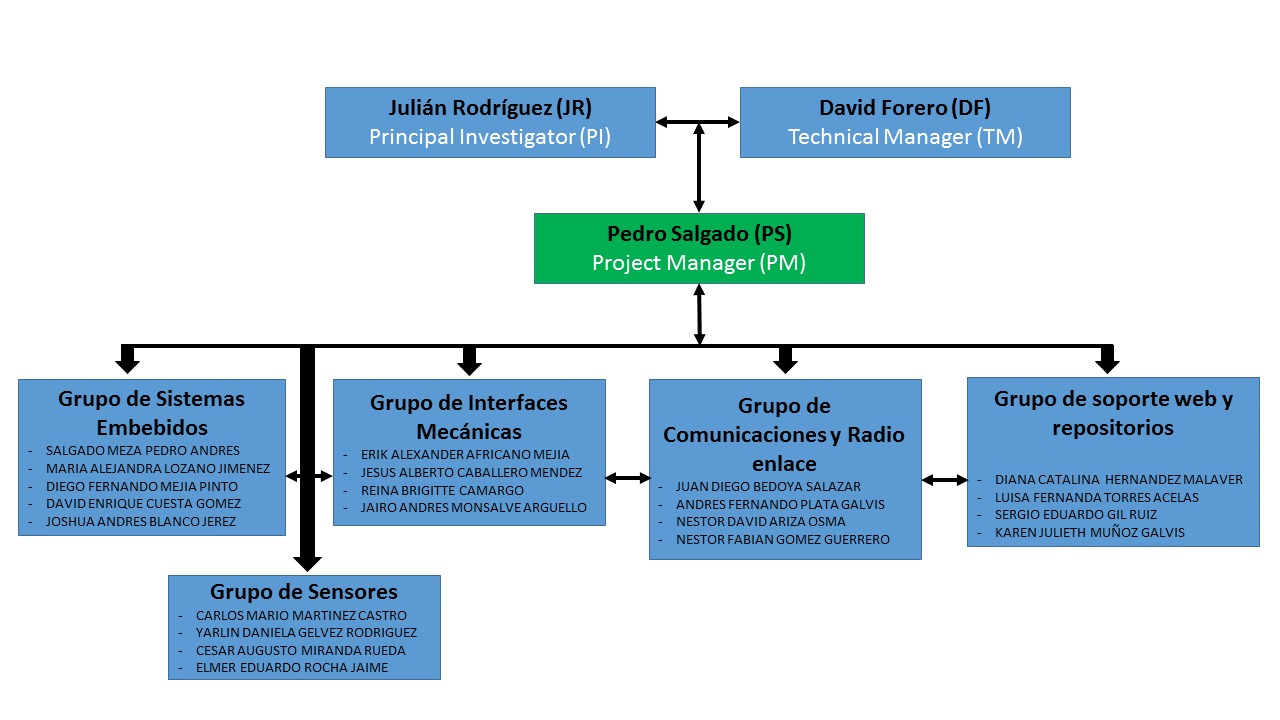 Julián Rodríguez (JR)
Principal Investigator (PI)
David Forero (DF)
Technical Manager (TM)
Pedro Salgado (PS)
Project Manager (PM)
Grupo de Sistemas
Embebidos
- SALGADO MEZA PEDRO ANDRES
- MARIA ALEJANDRA LOZANO JIMENEZ
- DIEGO FERNANDO MEJIA PINTO
- DAVID ENRIQUE CUESTA GOMEZ
- JOSHUA ANDRES BLANCO JEREZ
Grupo de Interfaces
Mecánicas
- ERIK ALEXANDER AFRICANO MEJIA
- JESUS ALBERTO CABALLERO MENDEZ
- REINA BRIGITTE CAMARGO
- JAIRO ANDRES MONSALVE ARGUELLO
Grupo de
Comunicaciones y Radio
enlace
- JUAN DIEGO BEDOYA SALAZAR
- ANDRES FERNANDO PLATA GALVIS
- NESTOR DAVID ARIZA OSMA
- NESTOR FABIAN GOMEZ GUERRERO
Grupo de soporte web y
repositorios
- DIANA CATALINA HERNANDEZ MALAVER
- LUISA FERNANDA TORRES ACELAS
- SERGIO EDUARDO GIL RUIZ
- KAREN JULIETH MUÑOZ GALVIS
Grupo de Sensores
- CARLOS MARIO MARTINEZ CASTRO
- YARLIN DANIELA GELVEZ RODRIGUEZ
- CESAR AUGUSTO MIRANDA RUEDA
- ELMER EDUARDO ROCHA JAIME